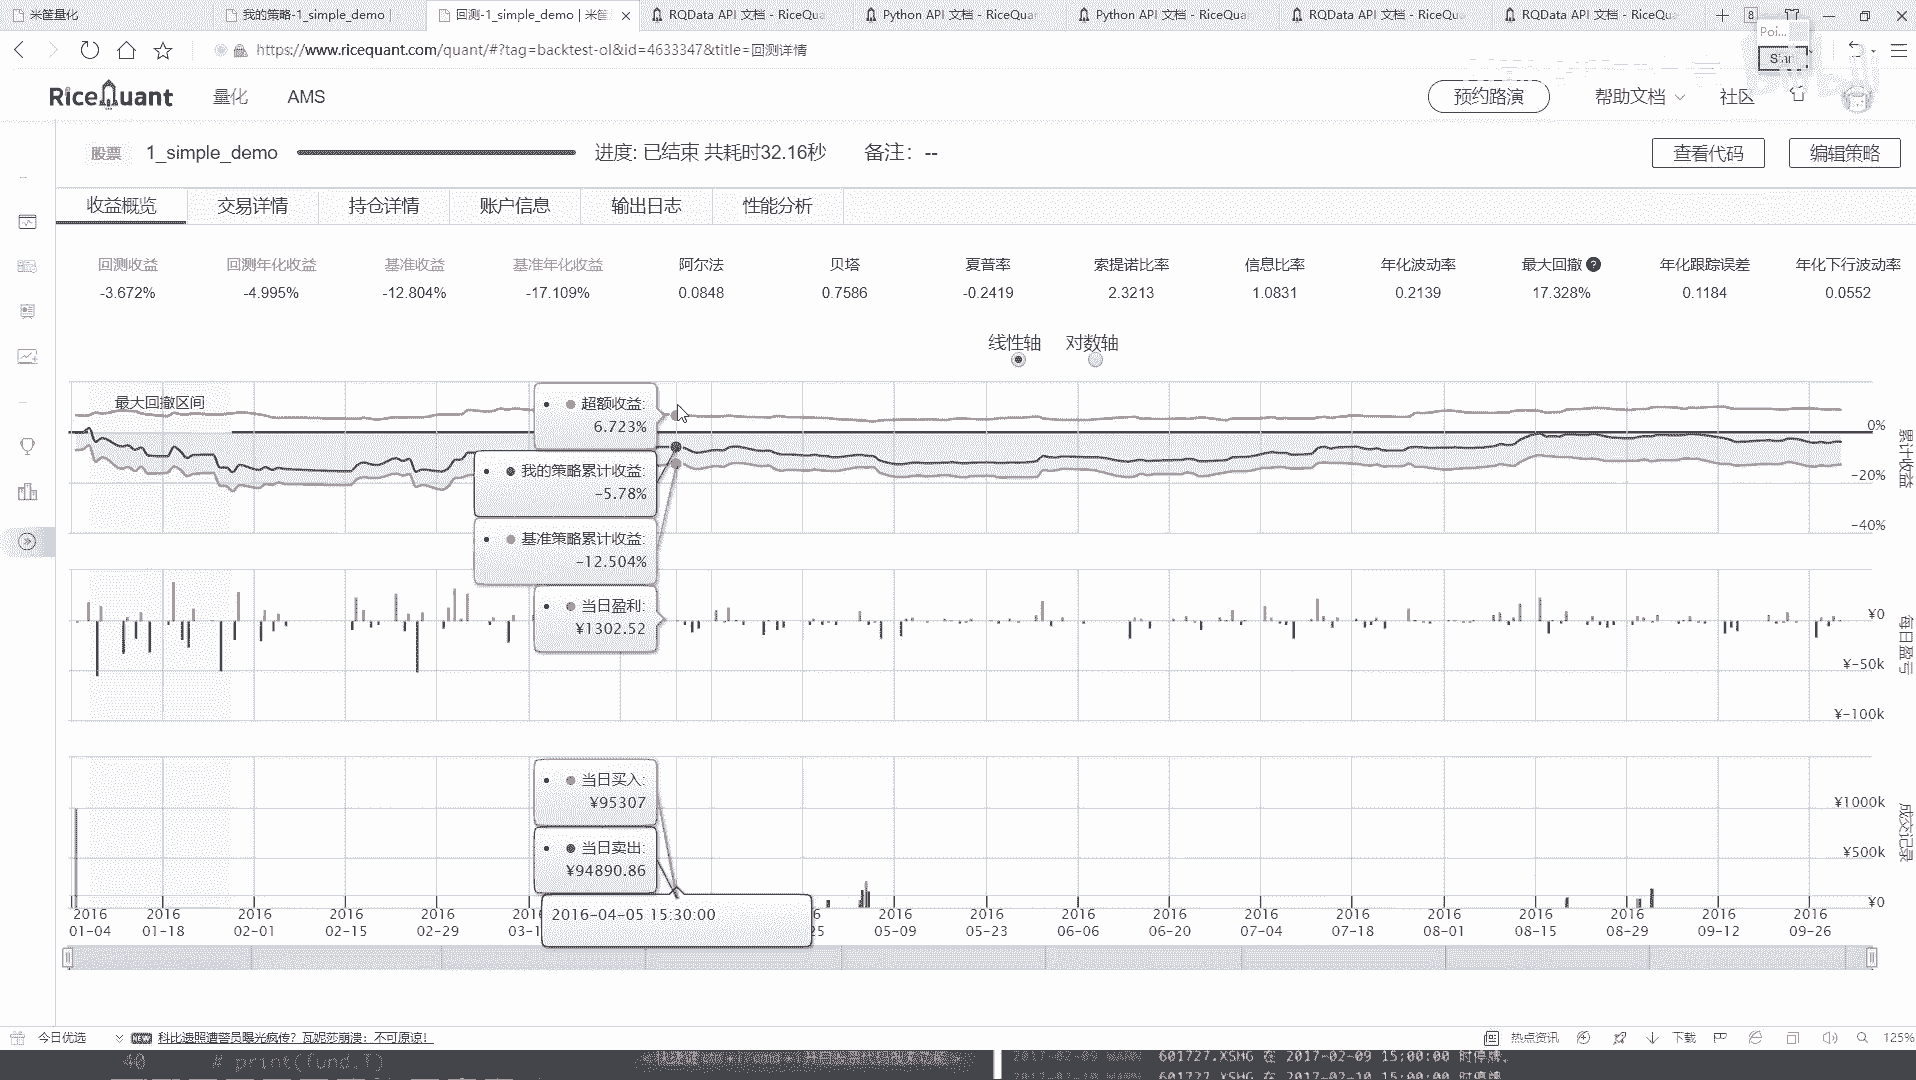 米筐量化
我的策略-1_simple_demo |
回测-1_simple_demo | 米筐
RQData API 文档 - RiceQua
Python API 文档 - RiceQuan
Python API 文档 - RiceQuan
RQData API 文档 - RiceQu
RQData API 文档 - RiceQua
8
Poi...
https://www.ricequant.com/quant/#?tag=backtest-ol&id=4633347&title=回测详情
RiceQuant
量化
AMS
预约路演
帮助文档
社区
股票
1_simple_demo
进度: 已结束 共耗时32.16秒
备注: --
查看代码
编辑策略
收益概览
交易详情
持仓详情
账户信息
输出日志
性能分析
回测收益 回测年化收益 基准收益 基准年化收益 阿尔法 贝塔 夏普率 索提诺比率 信息比率 年化波动率 最大回撤 ? 年化跟踪误差 年化下行波动率
-3.672% -4.995% -12.804% -17.109% 0.0848 0.7586 -0.2419 2.3213 1.0831 0.2139 17.328% 0.1184 0.0552
线性轴 对数轴
最大回撤区间
超额收益:
6.723%
我的策略累计收益:
-5.78%
基准策略累计收益:
-12.504%
0%
-20%
-40%
累计收益
当日盈利:
¥1302.52
¥0
¥-50k
¥-100k
每日盈亏
当日买入:
¥95307
当日卖出:
¥94890.86
¥1000k
¥500k
¥0
成交记录
2016-04-05 15:30:00
2016 2016 2016 2016 2016 201 6 2016 2016 2016 2016 2016 2016 2016 2016 2016 2016 2016
01-04 01-18 02-01 02-15 02-29 03-1 25 05-09 05-23 06-06 06-20 07-04 07-18 08-01 08-15 08-29 09-12 09-26
今日优选
NEW
科比遗照遭警员曝光疯传？瓦妮莎崩溃：不可原谅！
热点资讯
下载
125%
40 # print(fund.T)
2017-02-09 WARN 601727.XSHG 在 2017-02-09 15:00:00 时停牌。
2017-02-10 WARN 601727.XSHG 在 2017-02-10 15:00:00 时停牌。